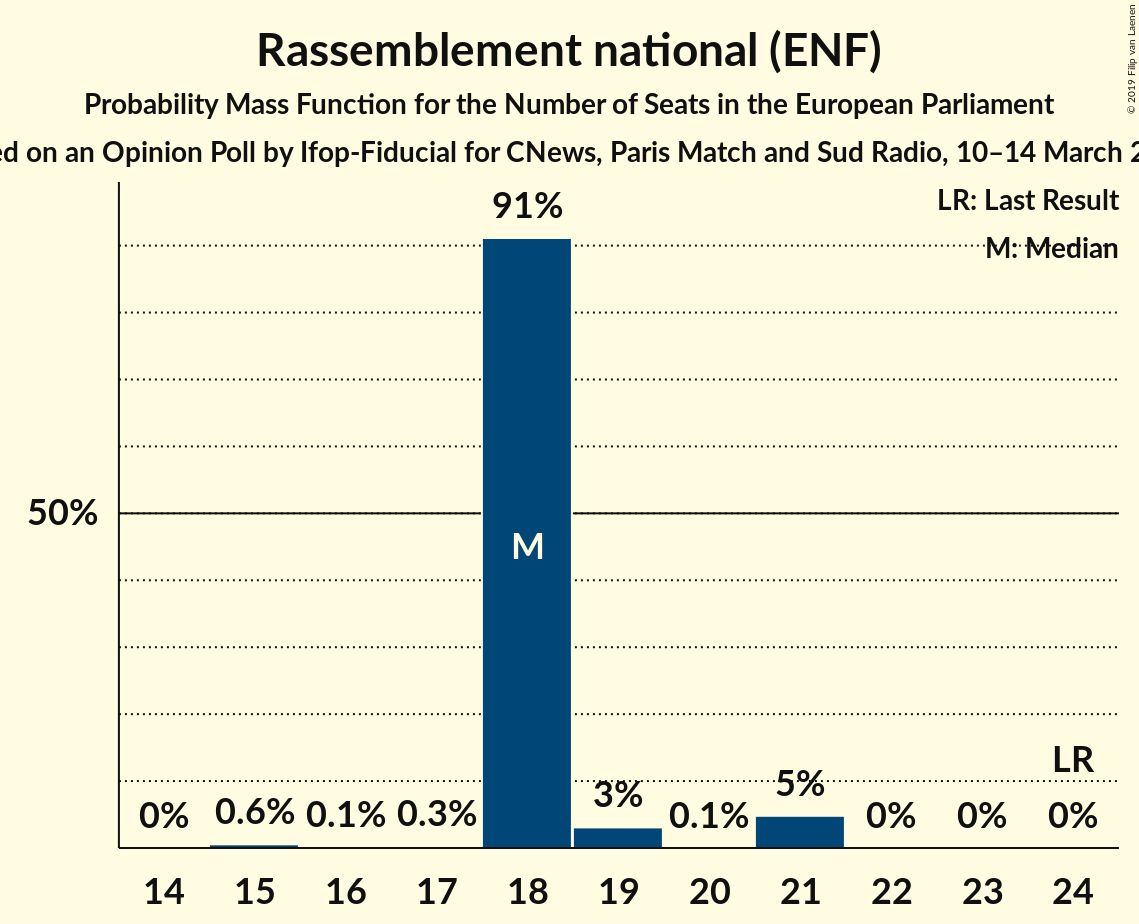 Rassemblement national (ENF)
Probability Mass Function for the Number of Seats in the European Parliament
on an Opinion Poll by Ifop-Fiducial for CNews, Paris Match and Sud Radio, 10–14 March
© 2019 Filip van Laenen
LR: Last Result
M: Median
91%
50%
M
LR
0% 0.6% 0.1% 0.3% 3% 0.1% 5% 0% 0% 0%
14 15 16 17 18 19 20 21 22 23 24